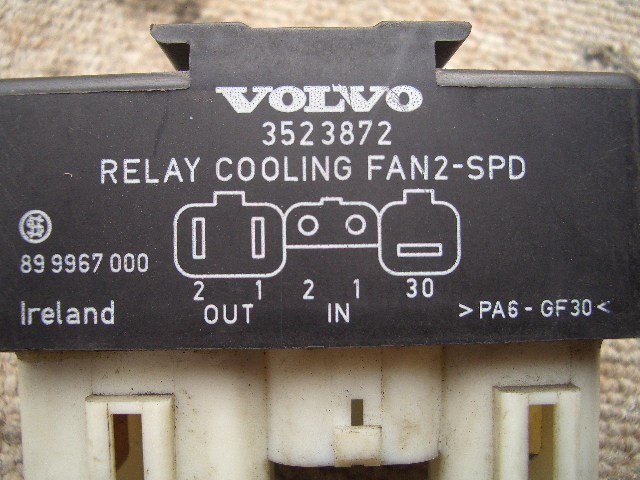 VOLVO
3523872
RELAY COOLING FAN2-SPD
89 9967 000
2 1 2 1 30
Ireland OUT IN >PA6-GF30<